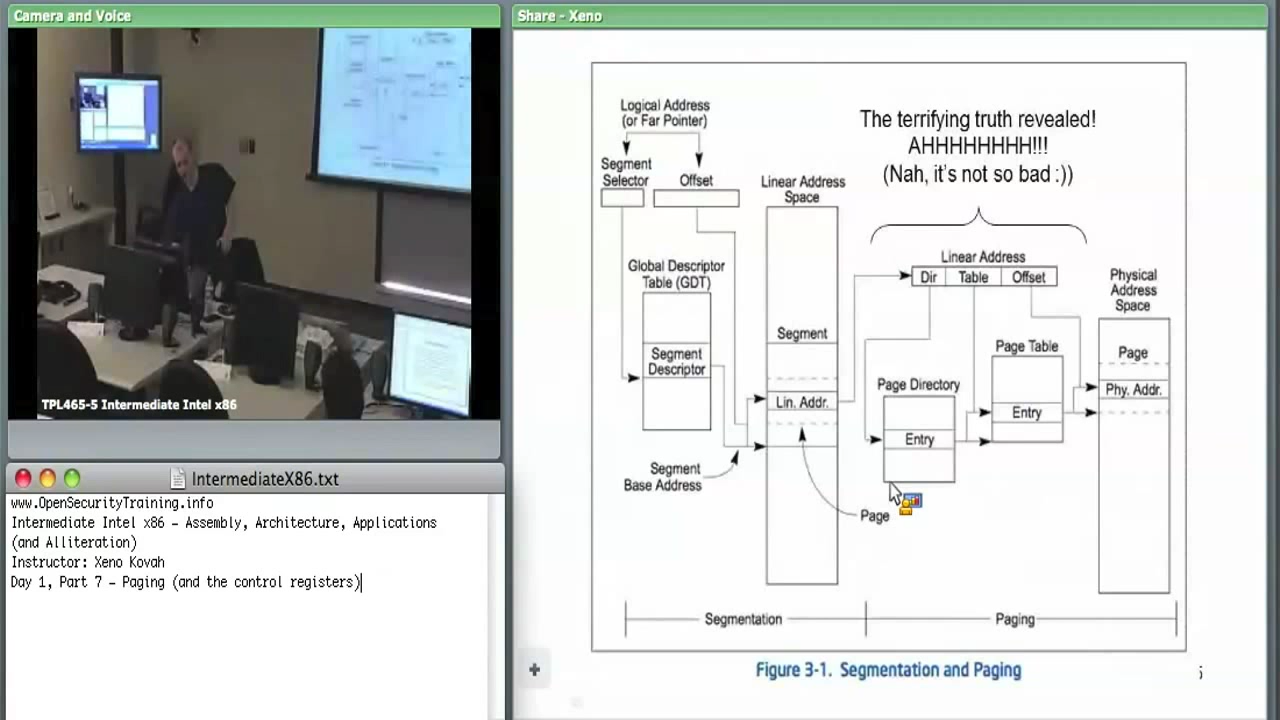 Camera and Voice
TPL465-5 Intermediate Intel x86
IntermediateX86.txt
www.OpenSecurityTraining.info
Intermediate Intel x86 – Assembly, Architecture, Applications
(and Alliteration)
Instructor: Xeno Kovah
Day 1, Part 7 – Paging (and the control registers)
Share - Xeno
Logical Address
(or Far Pointer)
Segment
Selector
Offset
Linear Address
Space
The terrifying truth revealed!
AHHHHHHHH!!!
(Nah, it's not so bad :))
Global Descriptor
Table (GDT)
Segment
Descriptor
Segment
Lin. Addr.
Segment
Base Address
Page
Linear Address
Dir
Table
Offset
Physical
Address
Space
Page Directory
Entry
Page Table
Entry
Page
Phy. Addr.
Segmentation
Paging
Figure 3-1. Segmentation and Paging